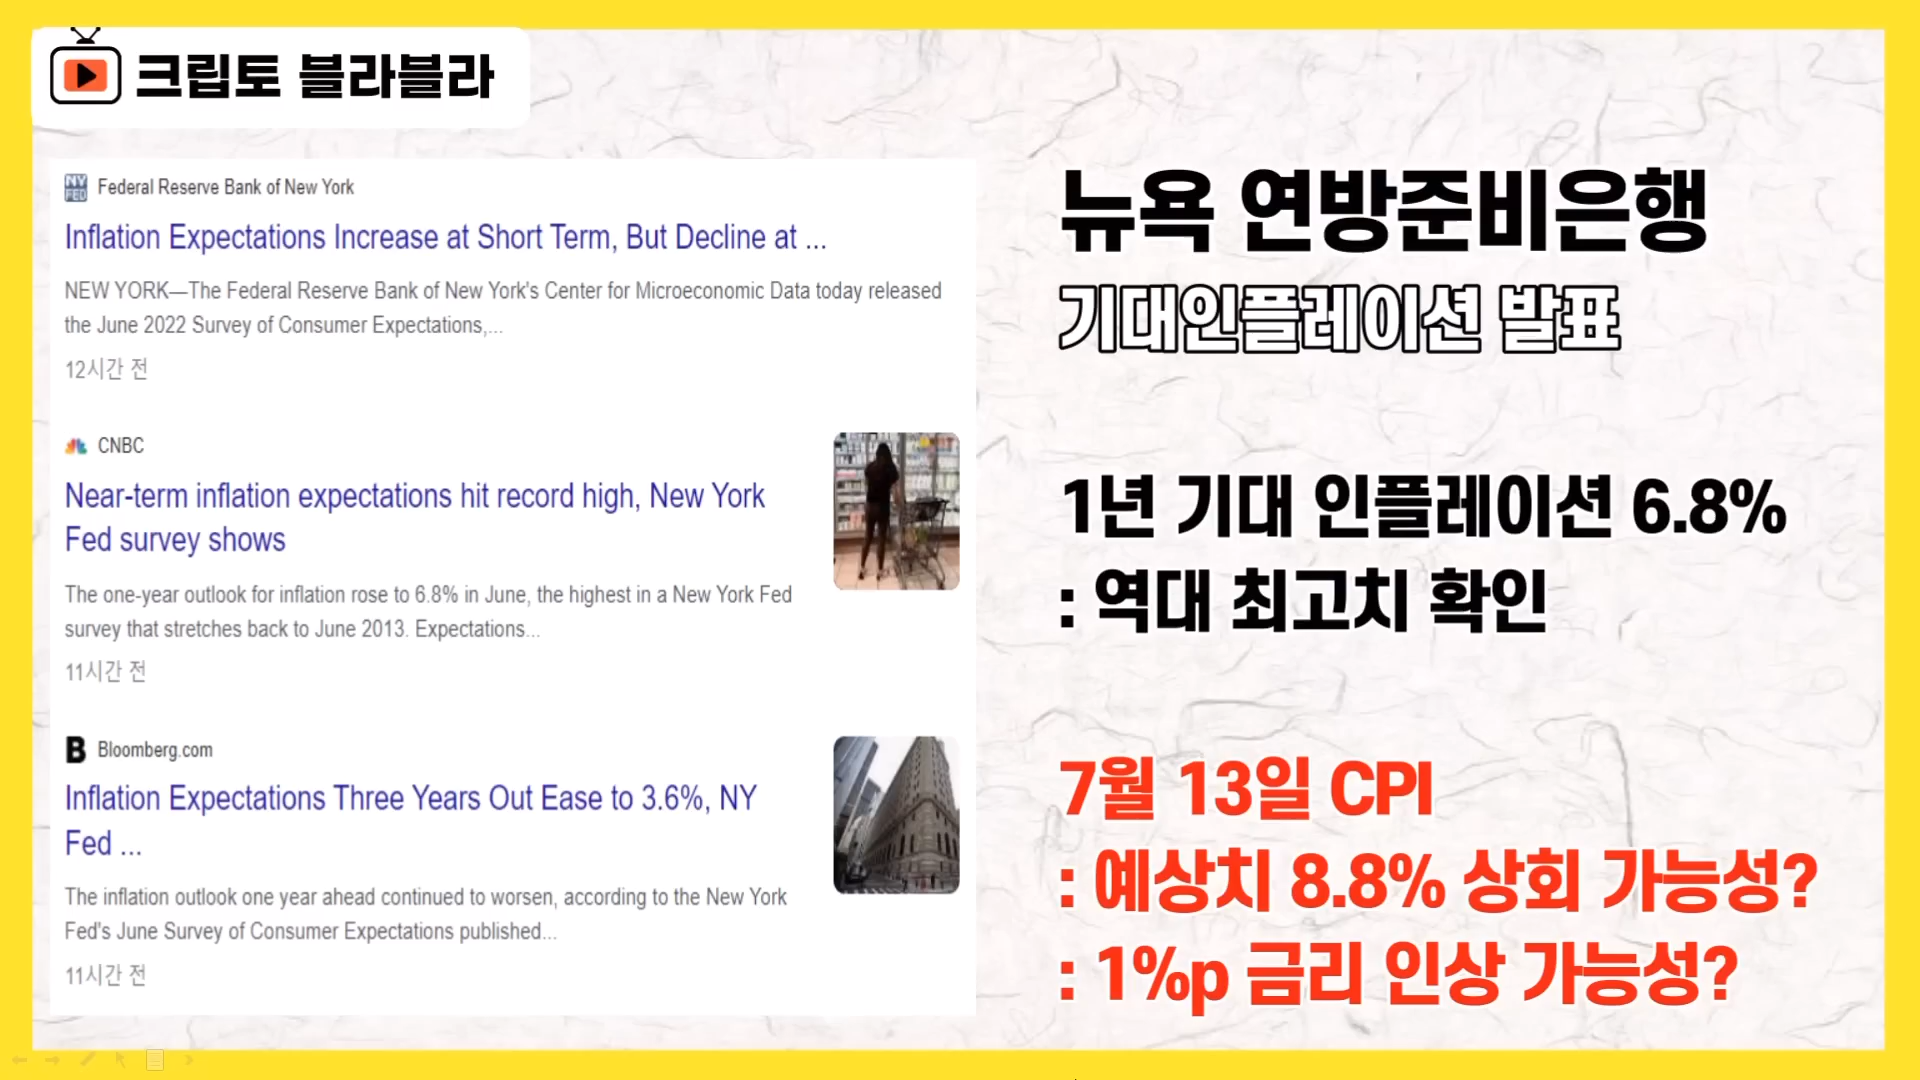 크립토 블라블라
NY FED
Federal Reserve Bank of New York
Inflation Expectations Increase at Short Term, But Decline at ...
NEW YORK—The Federal Reserve Bank of New York's Center for Microeconomic Data today released
the June 2022 Survey of Consumer Expectations,...
12시간 전
CNBC
Near-term inflation expectations hit record high, New York
Fed survey shows
The one-year outlook for inflation rose to 6.8% in June, the highest in a New York Fed
survey that stretches back to June 2013. Expectations...
11시간 전
B Bloomberg.com
Inflation Expectations Three Years Out Ease to 3.6%, NY
Fed ...
The inflation outlook one year ahead continued to worsen, according to the New York
Fed's June Survey of Consumer Expectations published...
11시간 전
뉴욕 연방준비은행
기대인플레이션 발표
1년 기대 인플레이션 6.8%
: 역대 최고치 확인
7월 13일 CPI
: 예상치 8.8% 상회 가능성?
: 1%p 금리 인상 가능성?